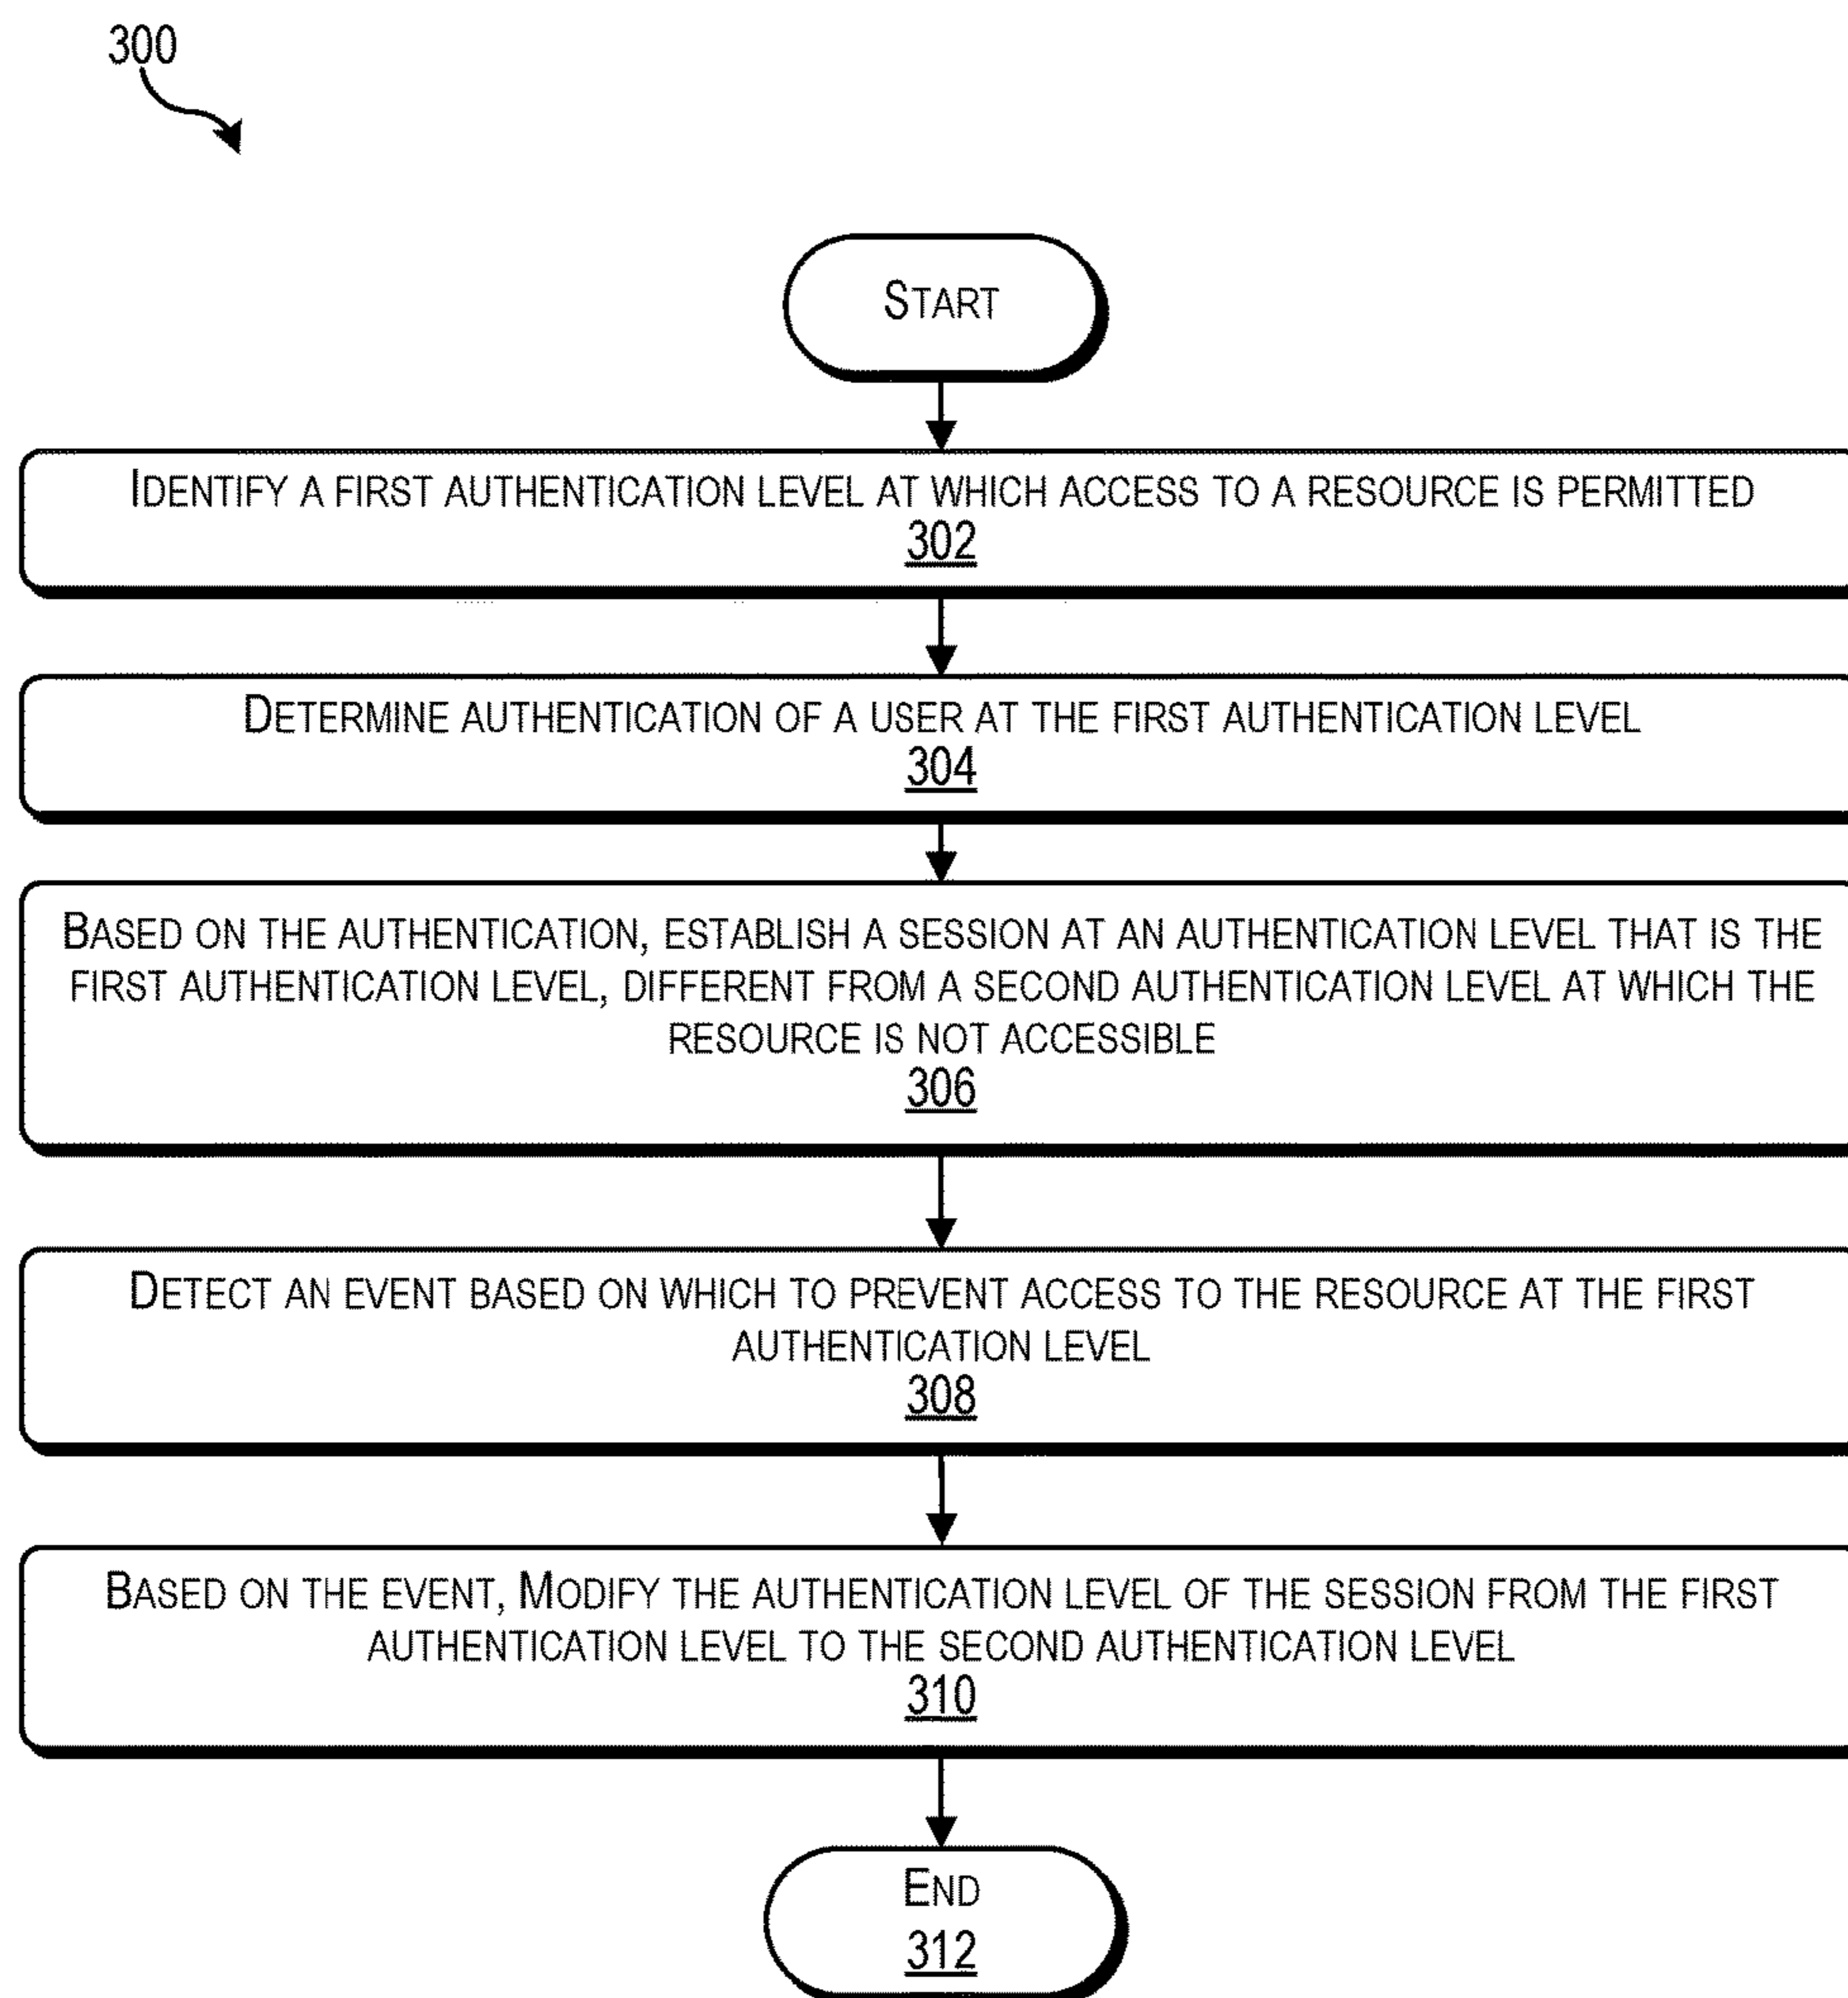 300
START
IDENTIFY A FIRST AUTHENTICATION LEVEL AT WHICH ACCESS TO A RESOURCE IS PERMITTED
302
DETERMINE AUTHENTICATION OF A USER AT THE FIRST AUTHENTICATION LEVEL
304
BASED ON THE AUTHENTICATION, ESTABLISH A SESSION AT AN AUTHENTICATION LEVEL THAT IS THE
FIRST AUTHENTICATION LEVEL, DIFFERENT FROM A SECOND AUTHENTICATION LEVEL AT WHICH THE
RESOURCE IS NOT ACCESSIBLE
306
DETECT AN EVENT BASED ON WHICH TO PREVENT ACCESS TO THE RESOURCE AT THE FIRST
AUTHENTICATION LEVEL
308
BASED ON THE EVENT, MODIFY THE AUTHENTICATION LEVEL OF THE SESSION FROM THE FIRST
AUTHENTICATION LEVEL TO THE SECOND AUTHENTICATION LEVEL
310
END
312